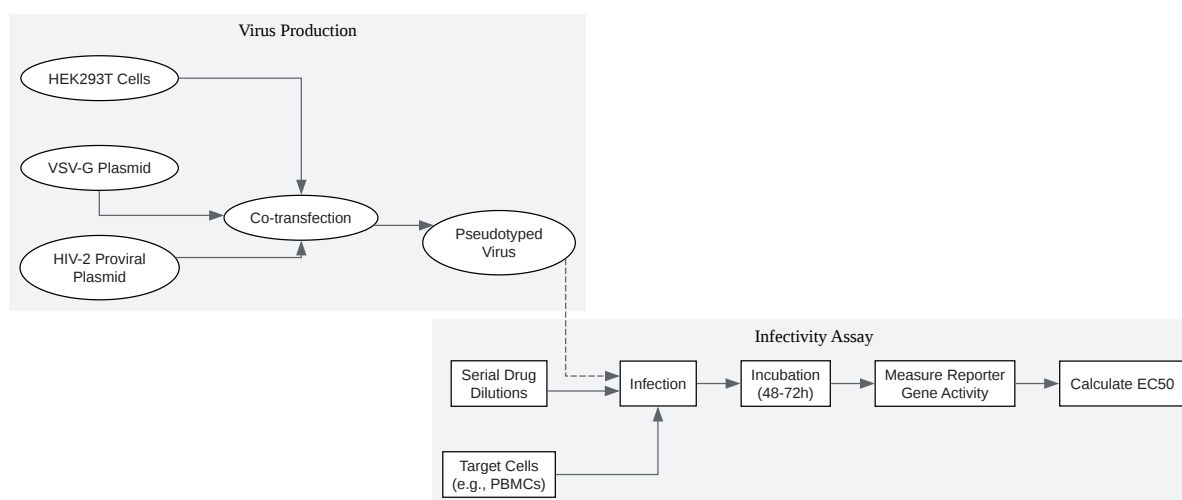 Virus Production
HEK293T Cells
VSV-G Plasmid
Co-transfection
HIV-2 Proviral
Plasmid
Pseudotyped
Virus
Infectivity Assay
Serial Drug
Dilutions
Infection
Incubation
(48-72h)
Measure Reporter
Gene Activity
Calculate EC50
Target Cells
(e.g., PBMCs)